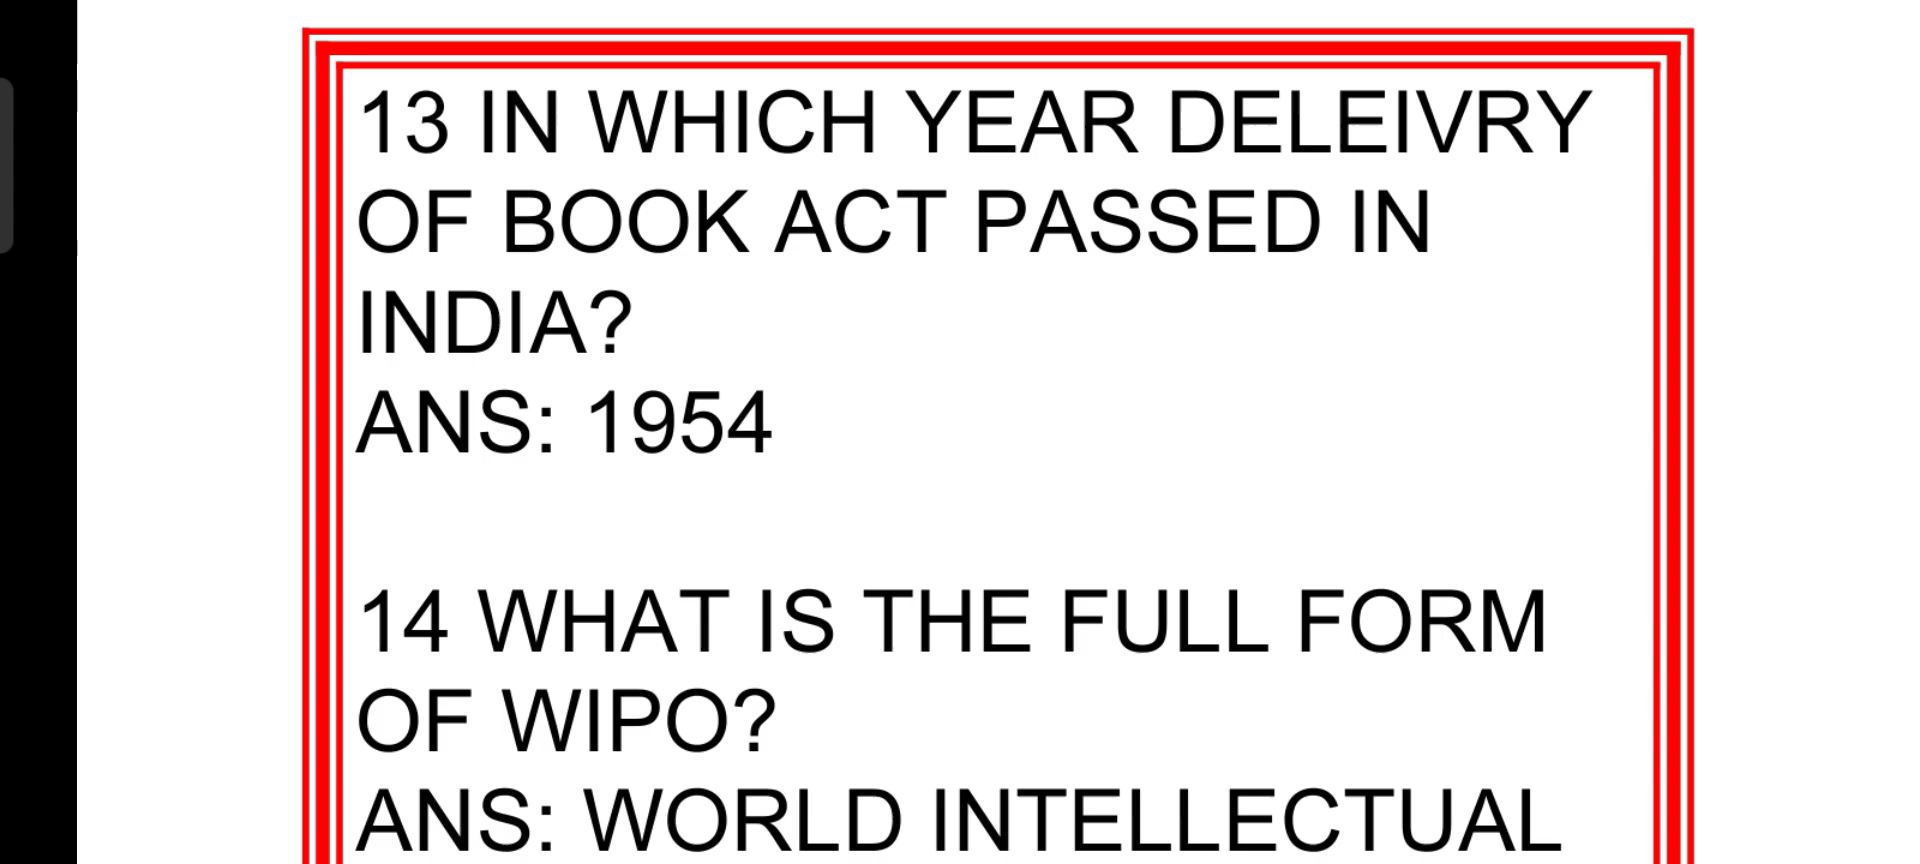 13 IN WHICH YEAR DELEIVRY
OF BOOK ACT PASSED IN
INDIA?
ANS: 1954
14 WHAT IS THE FULL FORM
OF WIPO?
ANS: WORLD INTELLECTUAL